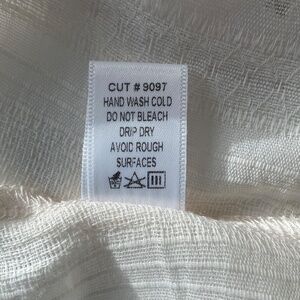 CUT # 9097
HAND WASH COLD
DO NOT BLEACH
DRIP DRY
AVOID ROUGH
SURFACES